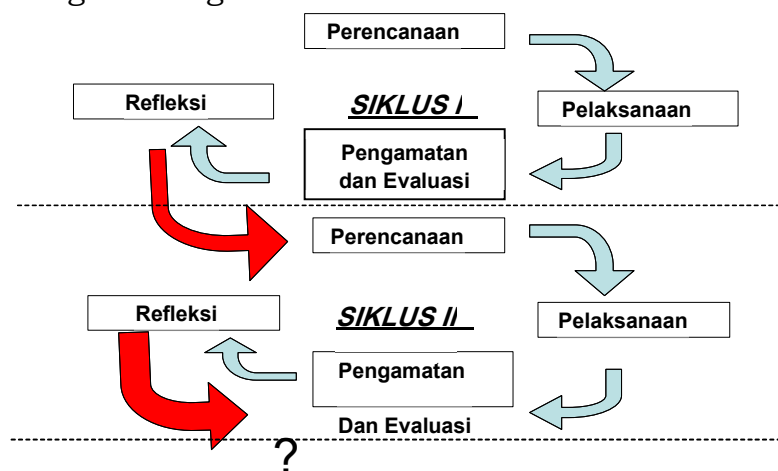 Perencanaan
Refleksi
SIKLUS I
Pelaksanaan
Pengamatan
dan Evaluasi
Perencanaan
Refleksi
SIKLUS II
Pelaksanaan
Pengamatan
Dan Evaluasi
?